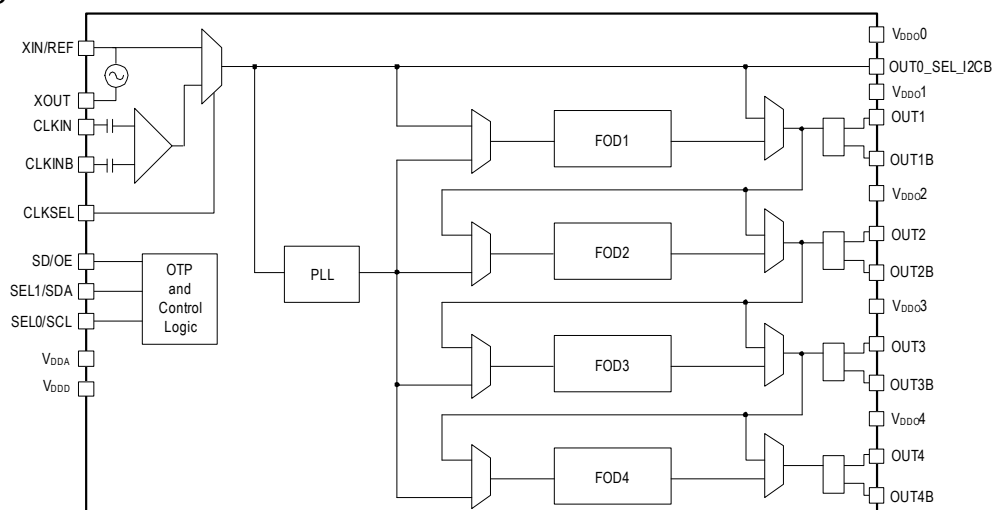 XIN/REF
XOUT
CLKIN
CLKINB
CLKSEL
SD/OE
SEL1/SDA
SEL0/SCL
VDDA
VDDD
OTP
and
Control
Logic
PLL
FOD1
FOD2
FOD3
FOD4
VDDO0
OUT0_SEL_I2CB
VDDO1
OUT1
OUT1B
VDDO2
OUT2
OUT2B
VDDO3
OUT3
OUT3B
VDDO4
OUT4
OUT4B